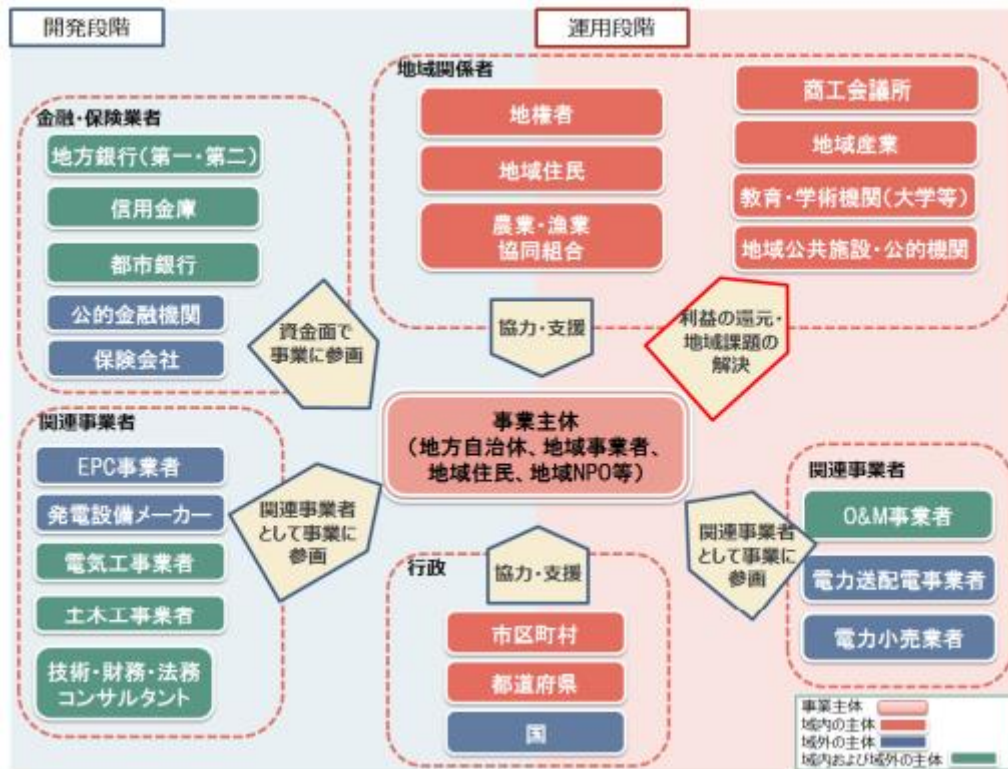 開発段階
運用段階
地域関係者
地権者
地域住民
農業・漁業
協同組合
商工会議所
地域産業
教育・学術機関(大学等)
地域公共施設・公的機関
金融・保険業者
地方銀行(第一・第二)
信用金庫
都市銀行
公的金融機関
保険会社
資金面で
事業に参画
協力・支援
利益の還元・
地域課題の
解決
事業主体
(地方自治体、地域事業者、
地域住民、地域NPO等)
関連事業者
EPC事業者
発電設備メーカー
電気工事業者
土木工事業者
技術・財務・法務
コンサルタント
関連事業者
として事業に
参画
行政
協力・支援
市区町村
都道府県
国
関連事業者
として事業に
参画
関連事業者
O&M事業者
電力送配電事業者
電力小売業者
事業主体
域内の主体
域外の主体
域内および域外の主体